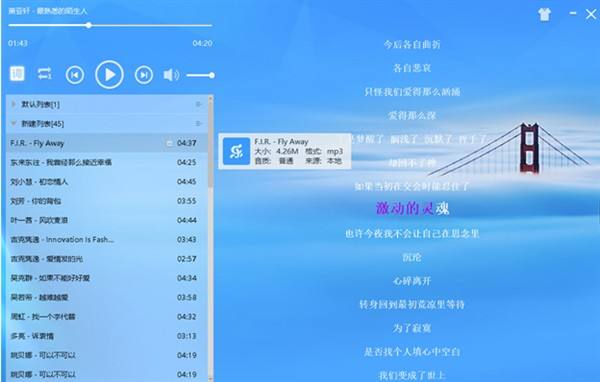 萧亚轩 - 最熟悉的陌生人
01:43
04:20
词
默认列表[1]
新建列表[45]
F.I.R. - Fly Away 04:37
东来东往 - 我曾经那么接近幸福 04:25
刘小慧 - 初恋情人 04:45
刘芳 - 你的背包 03:55
叶一茜 - 风吹麦浪 04:44
吉克隽逸 - Innovation Is Fash... 03:43
吉克隽逸 - 爱情发的光 02:57
吴克群 - 如果不能好好爱 04:34
吴若希 - 越难越爱 03:58
周虹 - 找一个字代替 04:32
多亮 - 诉衷情 04:13
姚贝娜 - 可以不可以 04:19
姚贝娜 - 可以不可以 04:19
F.I.R. - Fly Away
大小: 4.26M 格式: mp3
音质: 普通 来源: 本地
今后各自曲折
各自悲哀
只怪我们爱得那么汹涌
爱得那么深
是梦醒了 搁浅了 沉默了 挥手了
却回不了神
如果当初在交会时能忍住了
激动的灵魂
也许今夜我不会让自己在思念里
沉沦
心碎离开
转身回到最初荒凉里等待
为了寂寞
是否找个人填心中空白
我们变成了世上